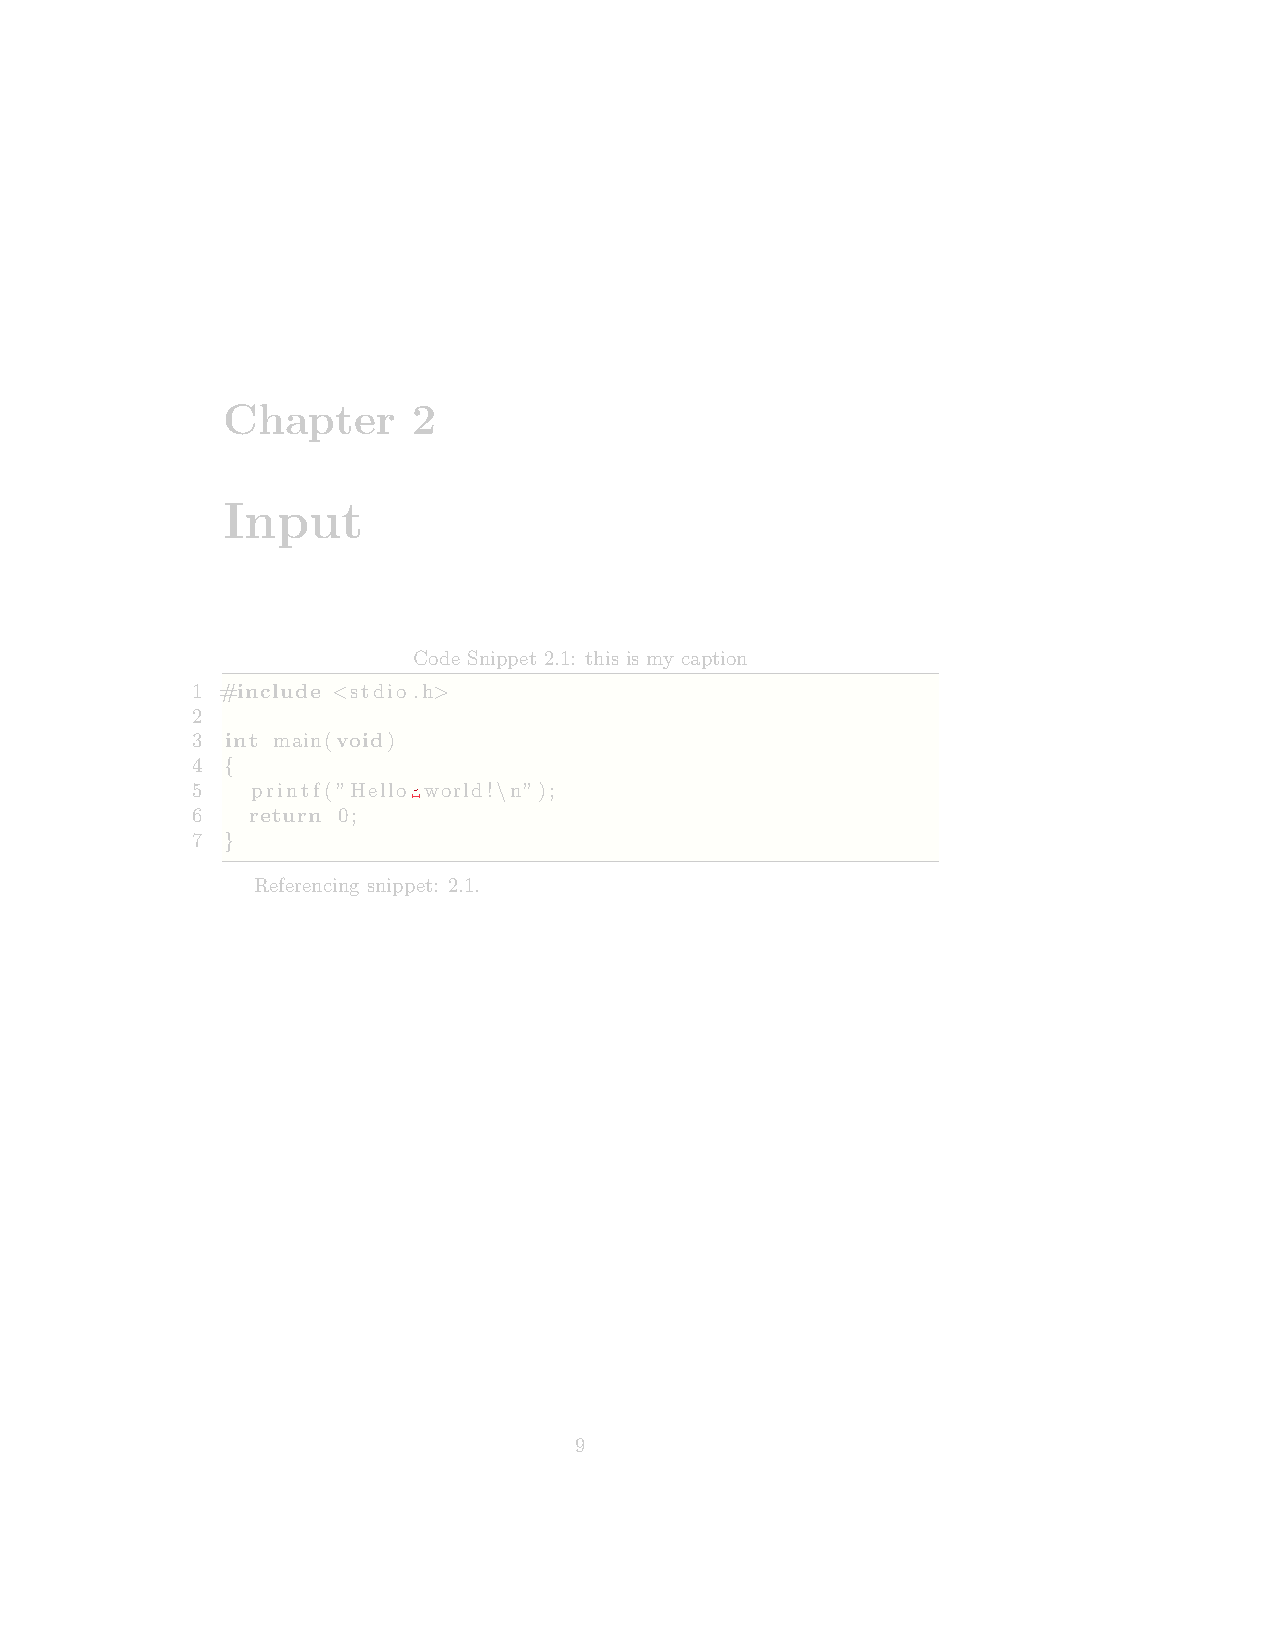 Chapter 2
Input
Code Snippet 2.1: this is my caption
1 #include <stdio.h>
2
3 int main(void)
4 {
5 printf("Hello␣world!\n");
6 return 0;
7 }
Referencing snippet: 2.1.
9